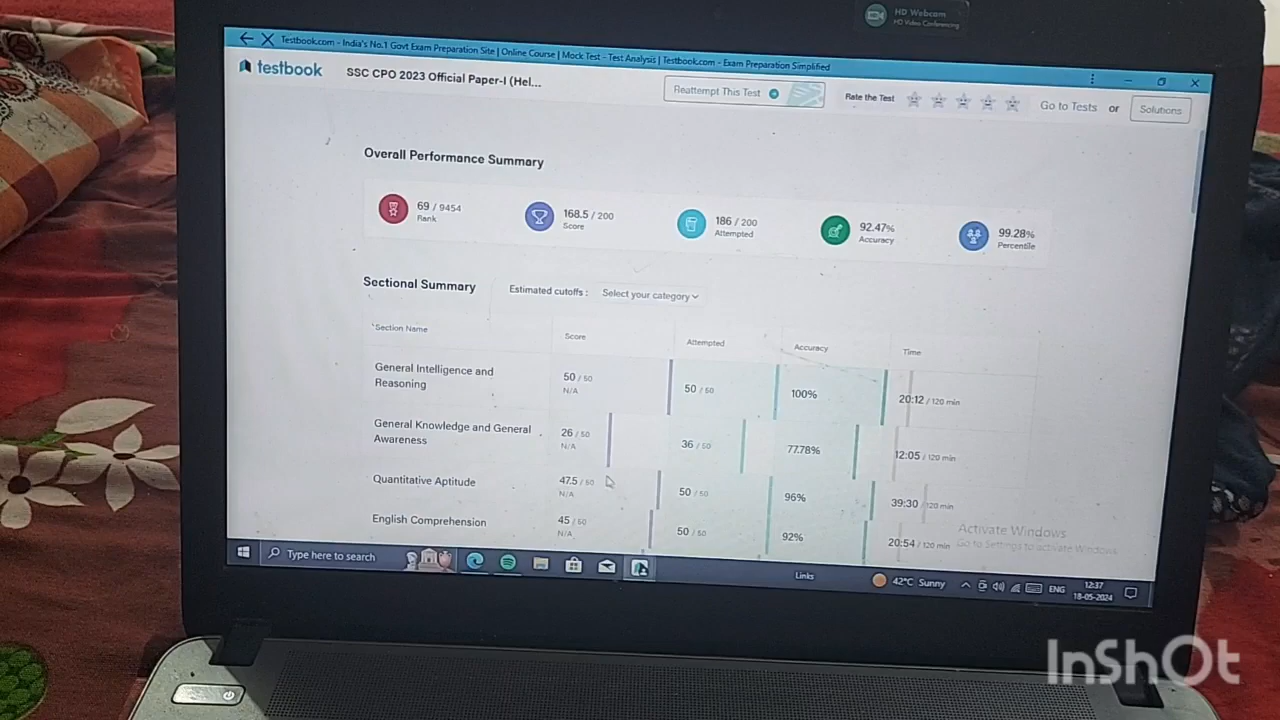 HD Webcam
HD Video Conferencing
Testbook.com - India's No.1 Govt Exam Preparation Site | Online Course | Mock Test - Test Analysis | Testbook.com - Exam Preparation Simplified
testbook
SSC CPO 2023 Official Paper-I (Hel...
Reattempt This Test
Rate the Test
Go to Tests or Solutions
Overall Performance Summary
69 / 9454
Rank
168.5 / 200
Score
186 / 200
Attempted
92.47%
Accuracy
99.28%
Percentile
Sectional Summary
Estimated cutoffs : Select your category
Section Name Score Attempted Accuracy Time
General Intelligence and Reasoning
50 / 50
N/A
50 / 50
100%
20:12 / 120 min
General Knowledge and General Awareness
26 / 50
N/A
36 / 50
77.78%
12:05 / 120 min
Quantitative Aptitude
47.5 / 50
N/A
50 / 50
96%
39:30 / 120 min
English Comprehension
45 / 50
N/A
50 / 50
92%
20:54 / 120 min
Activate Windows
Go to Settings to activate Windows.
Type here to search
Links
42°C Sunny
ENG
12:37
18-05-2024
InShOt